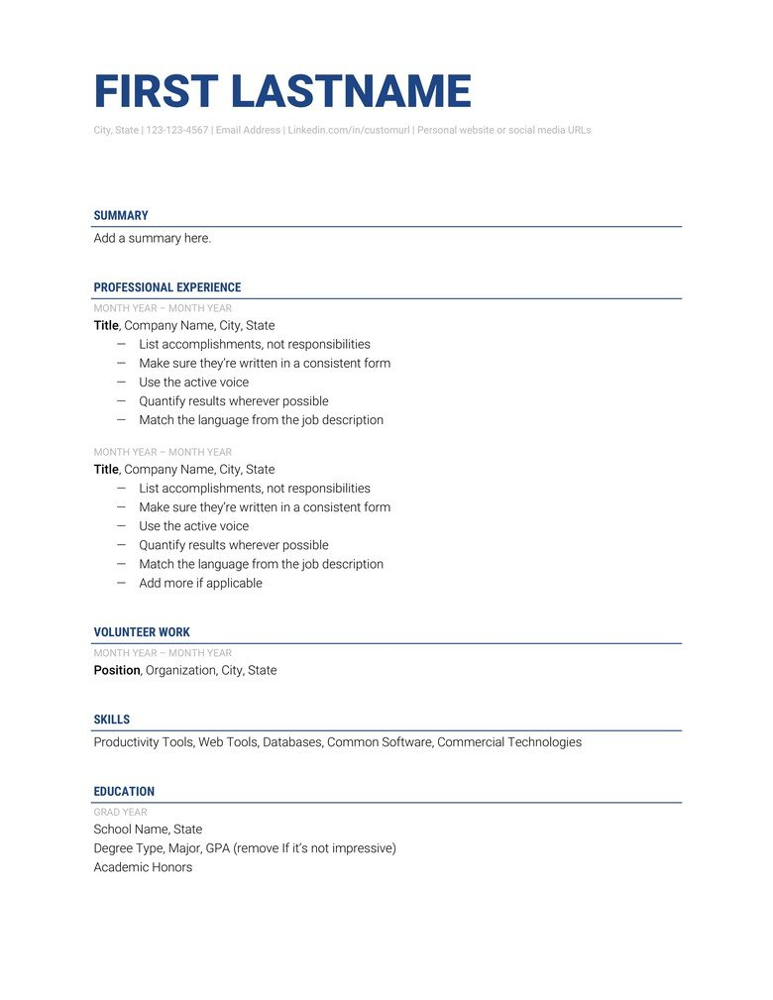 FIRST LASTNAME
City, State | 123-123-4567 | Email Address | Linkedin.com/in/customurl | Personal website or social media URLs
SUMMARY
Add a summary here.
PROFESSIONAL EXPERIENCE
MONTH YEAR – MONTH YEAR
Title, Company Name, City, State
— List accomplishments, not responsibilities
— Make sure they’re written in a consistent form
— Use the active voice
— Quantify results wherever possible
— Match the language from the job description
MONTH YEAR – MONTH YEAR
Title, Company Name, City, State
— List accomplishments, not responsibilities
— Make sure they’re written in a consistent form
— Use the active voice
— Quantify results wherever possible
— Match the language from the job description
— Add more if applicable
VOLUNTEER WORK
MONTH YEAR – MONTH YEAR
Position, Organization, City, State
SKILLS
Productivity Tools, Web Tools, Databases, Common Software, Commercial Technologies
EDUCATION
GRAD YEAR
School Name, State
Degree Type, Major, GPA (remove If it’s not impressive)
Academic Honors